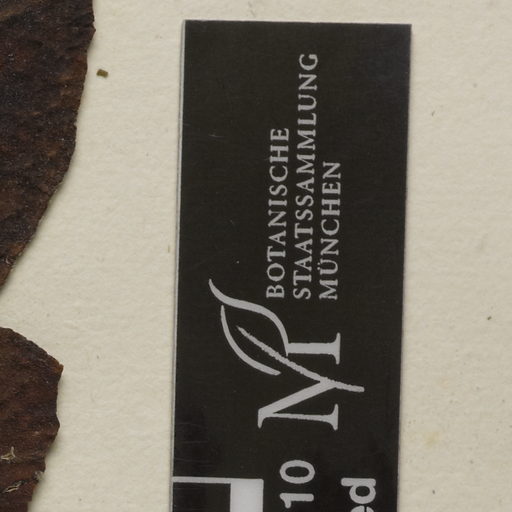 BOTANISCHE
STAATSSAMMLUNG
MÜNCHEN
M
10
ed